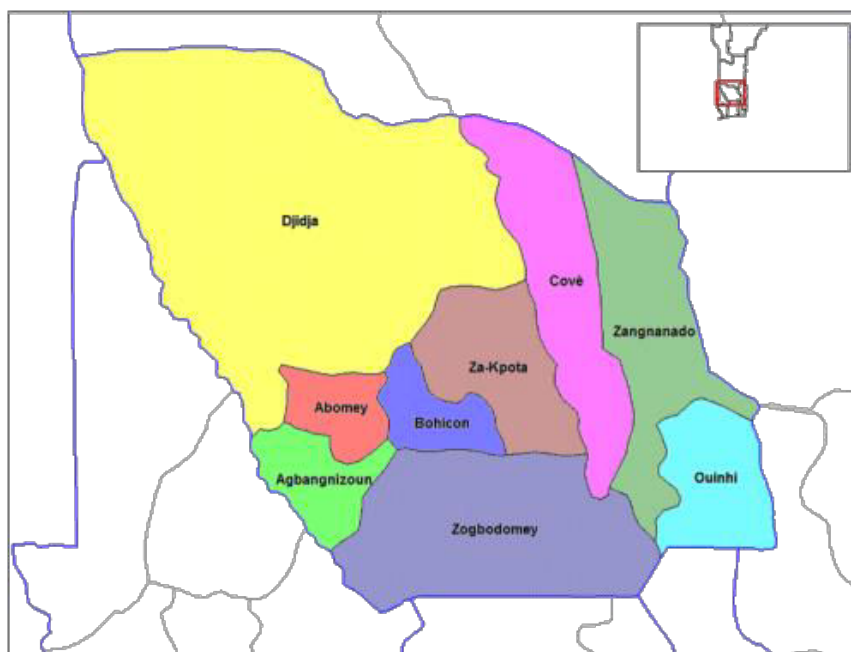 Djidja
Covè
Zangnanado
Za-Kpota
Abomey
Bohicon
Agbangnizoun
Ouinhi
Zogbodomey